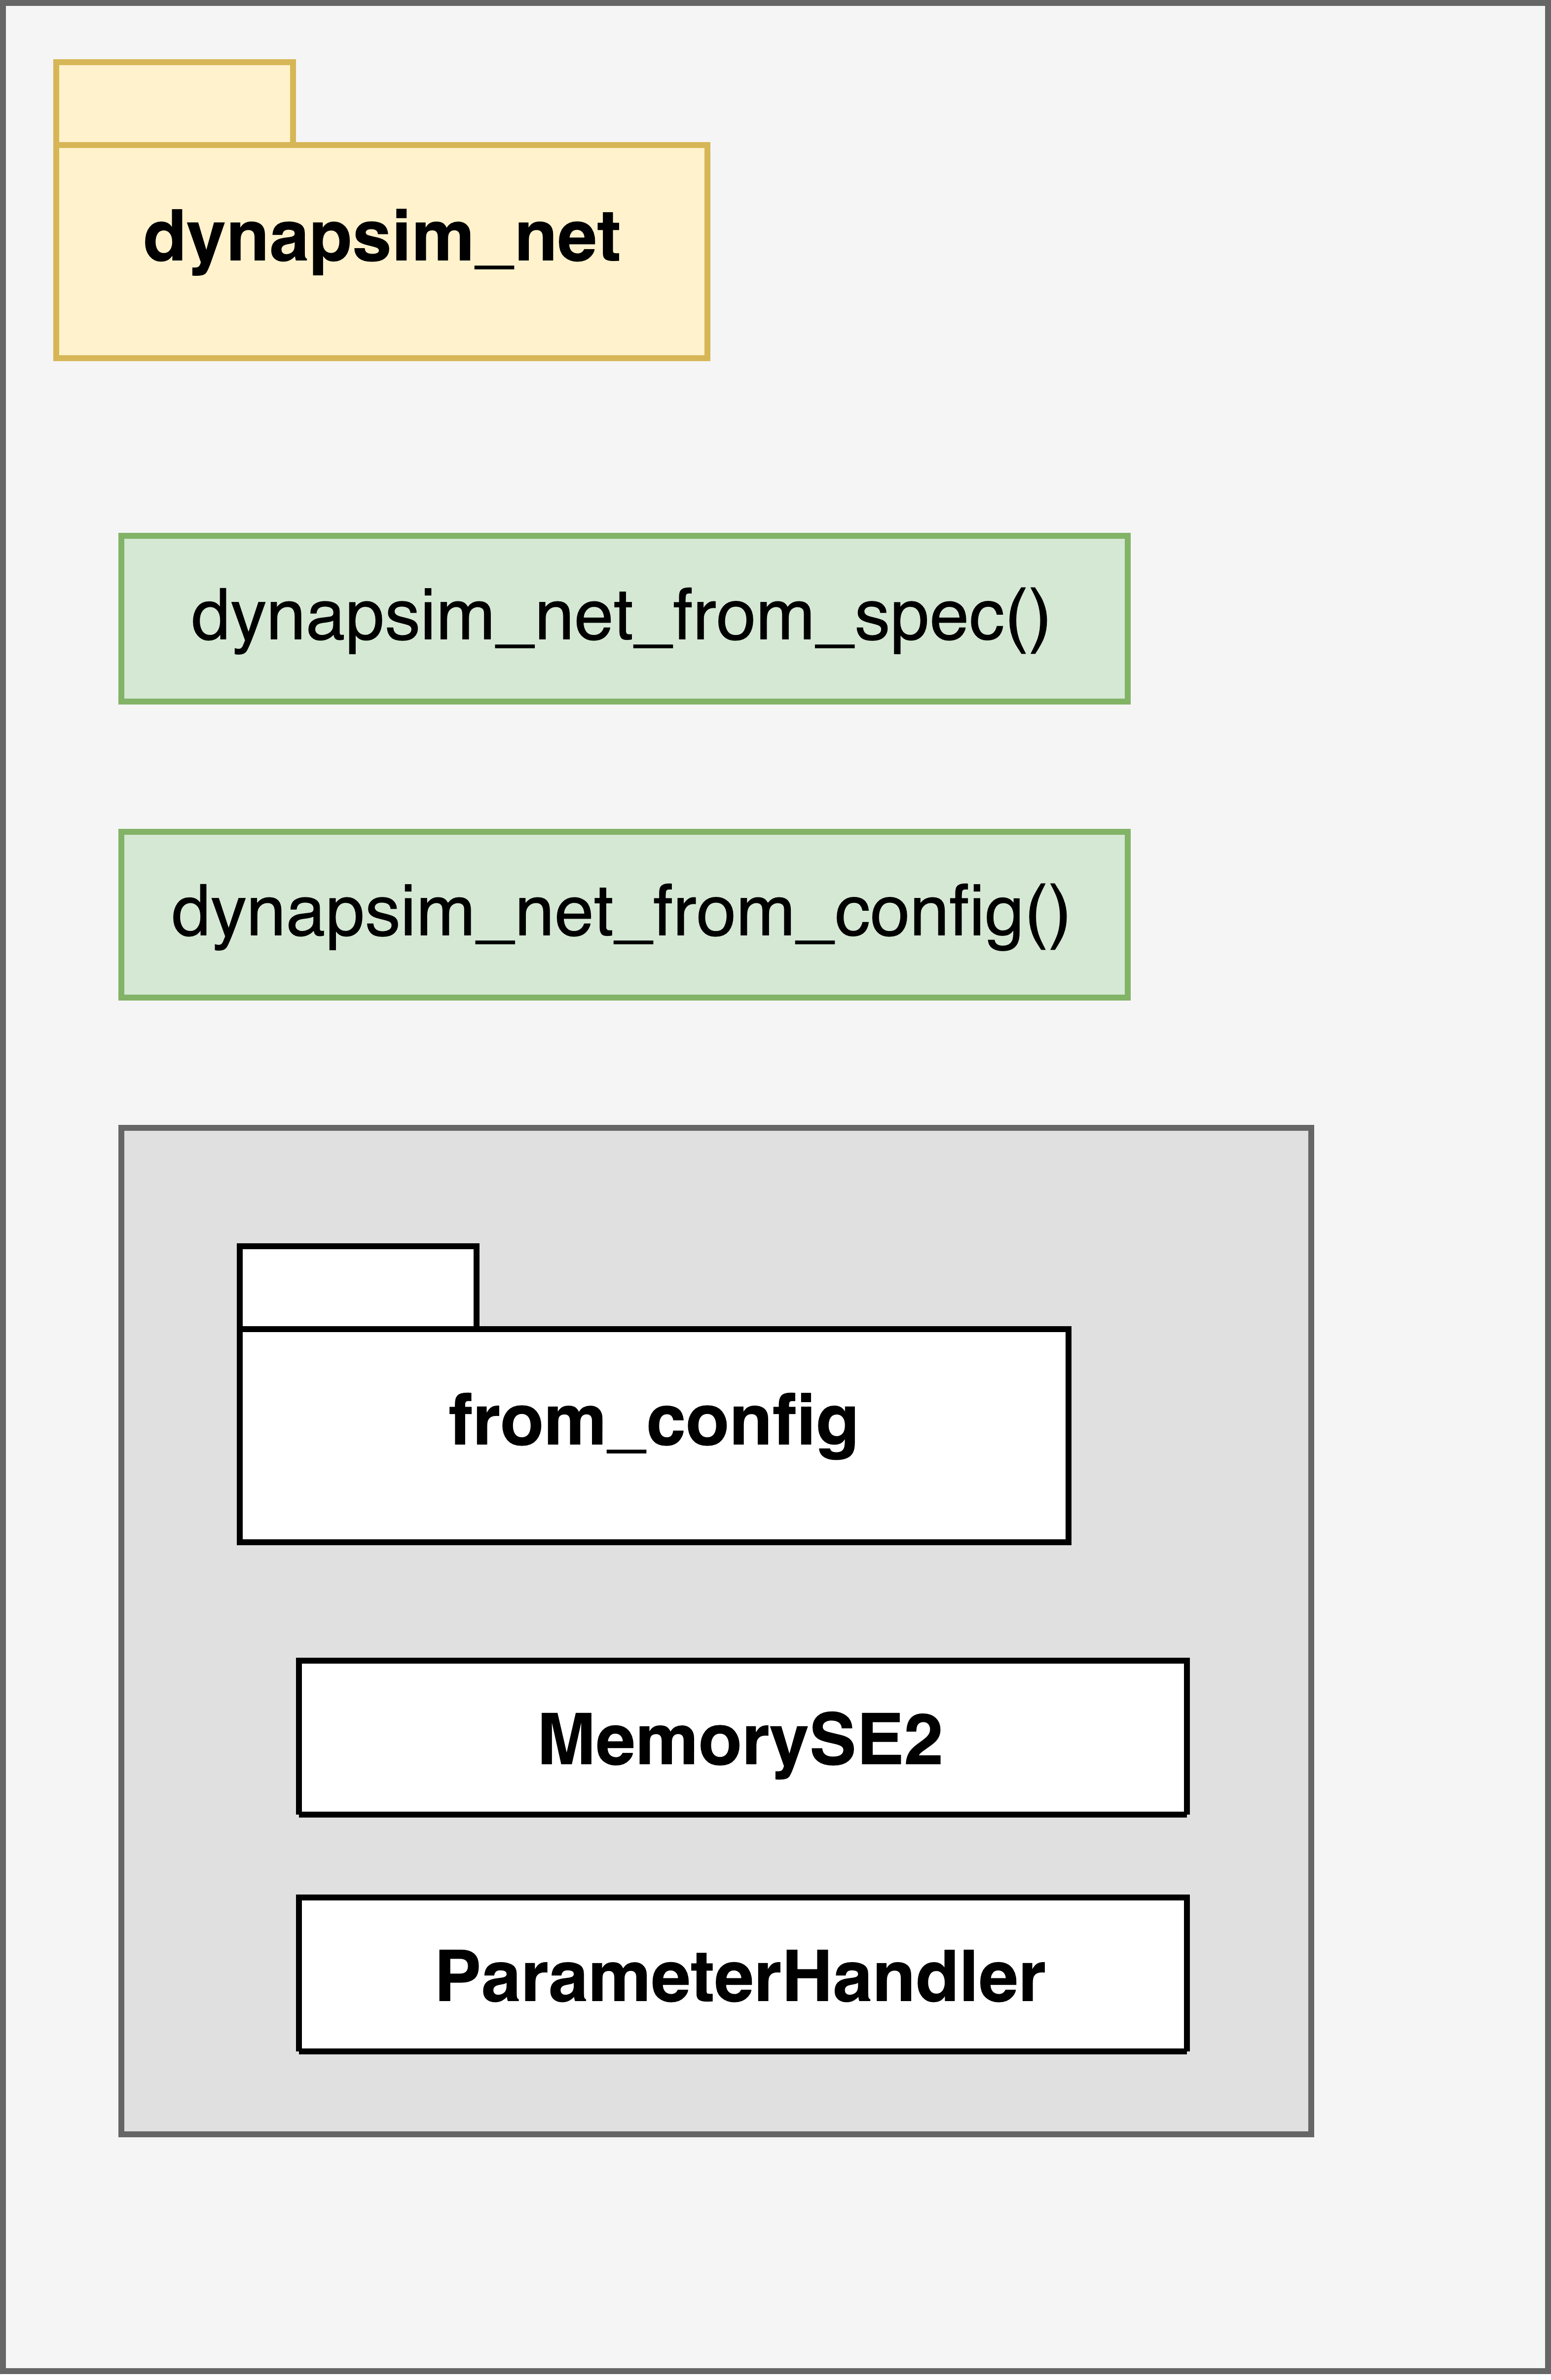 dynapsim_net
dynapsim_net_from_spec()
dynapsim_net_from_config()
from_config
MemorySE2
ParameterHandler